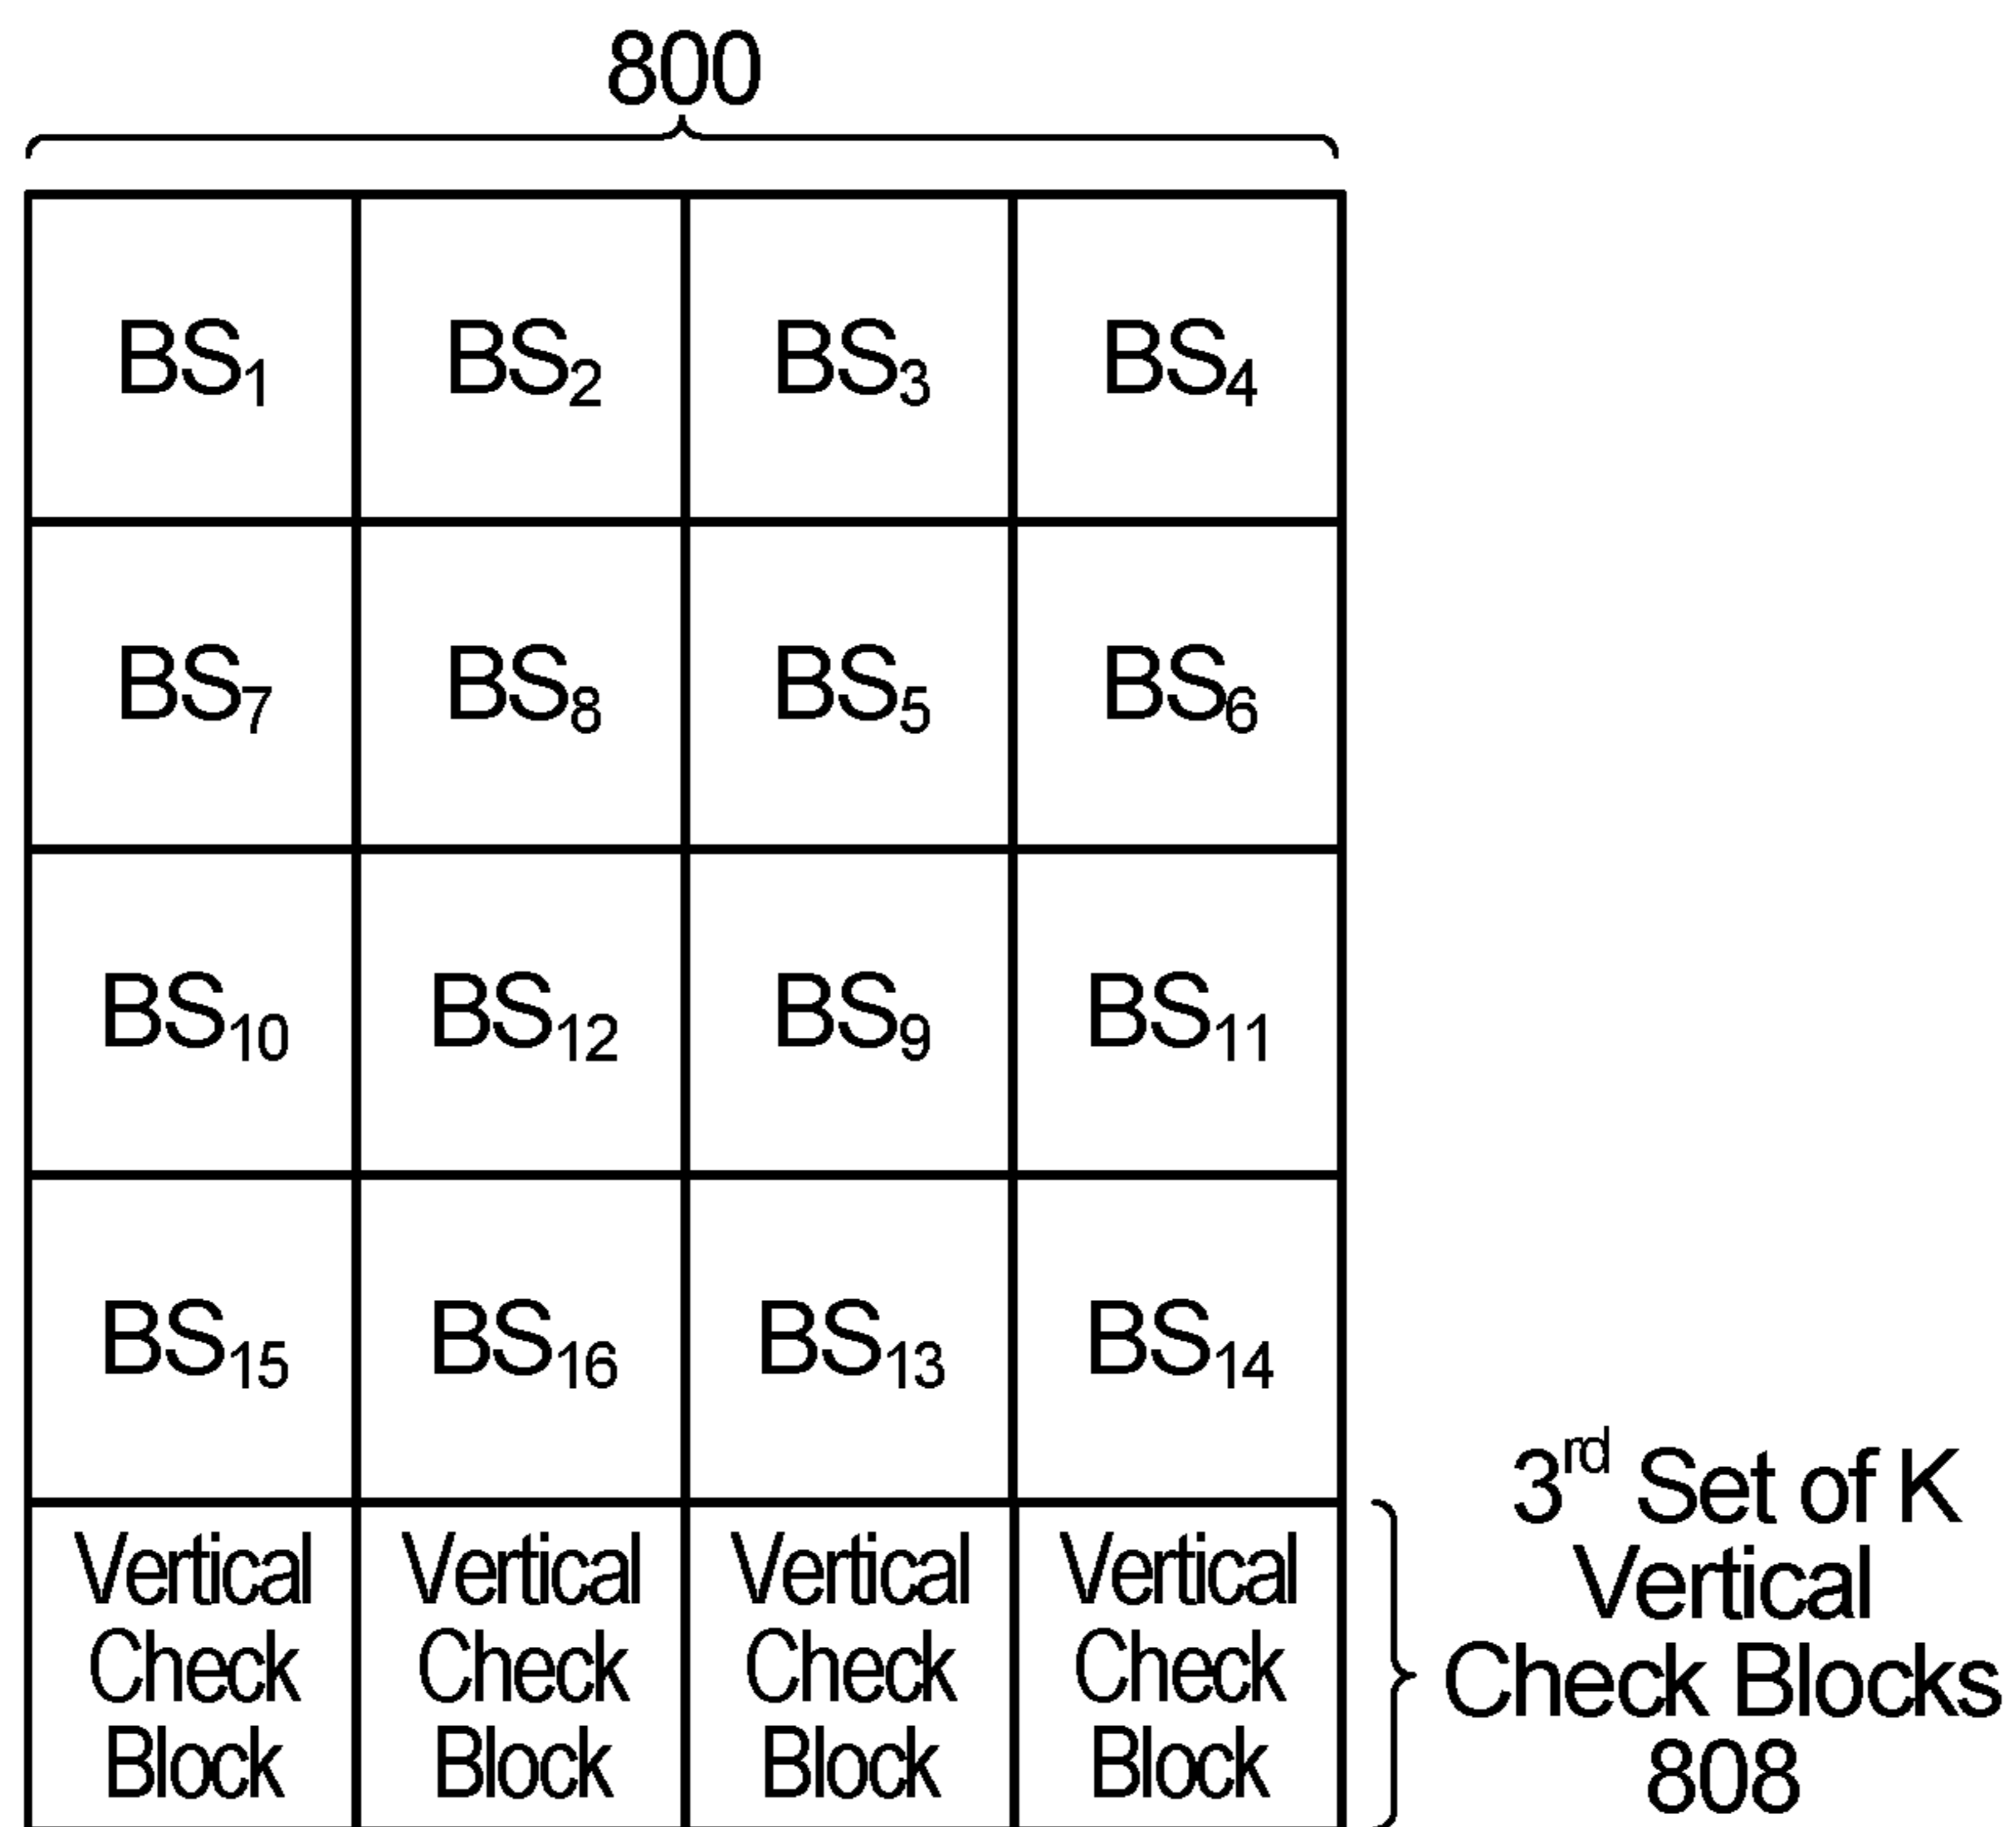 800
BS1 BS2 BS3 BS4
BS7 BS8 BS5 BS6
BS10 BS12 BS9 BS11
BS15 BS16 BS13 BS14
Vertical Check Block Vertical Check Block Vertical Check Block Vertical Check Block
3rd Set of K
Vertical
Check Blocks
808